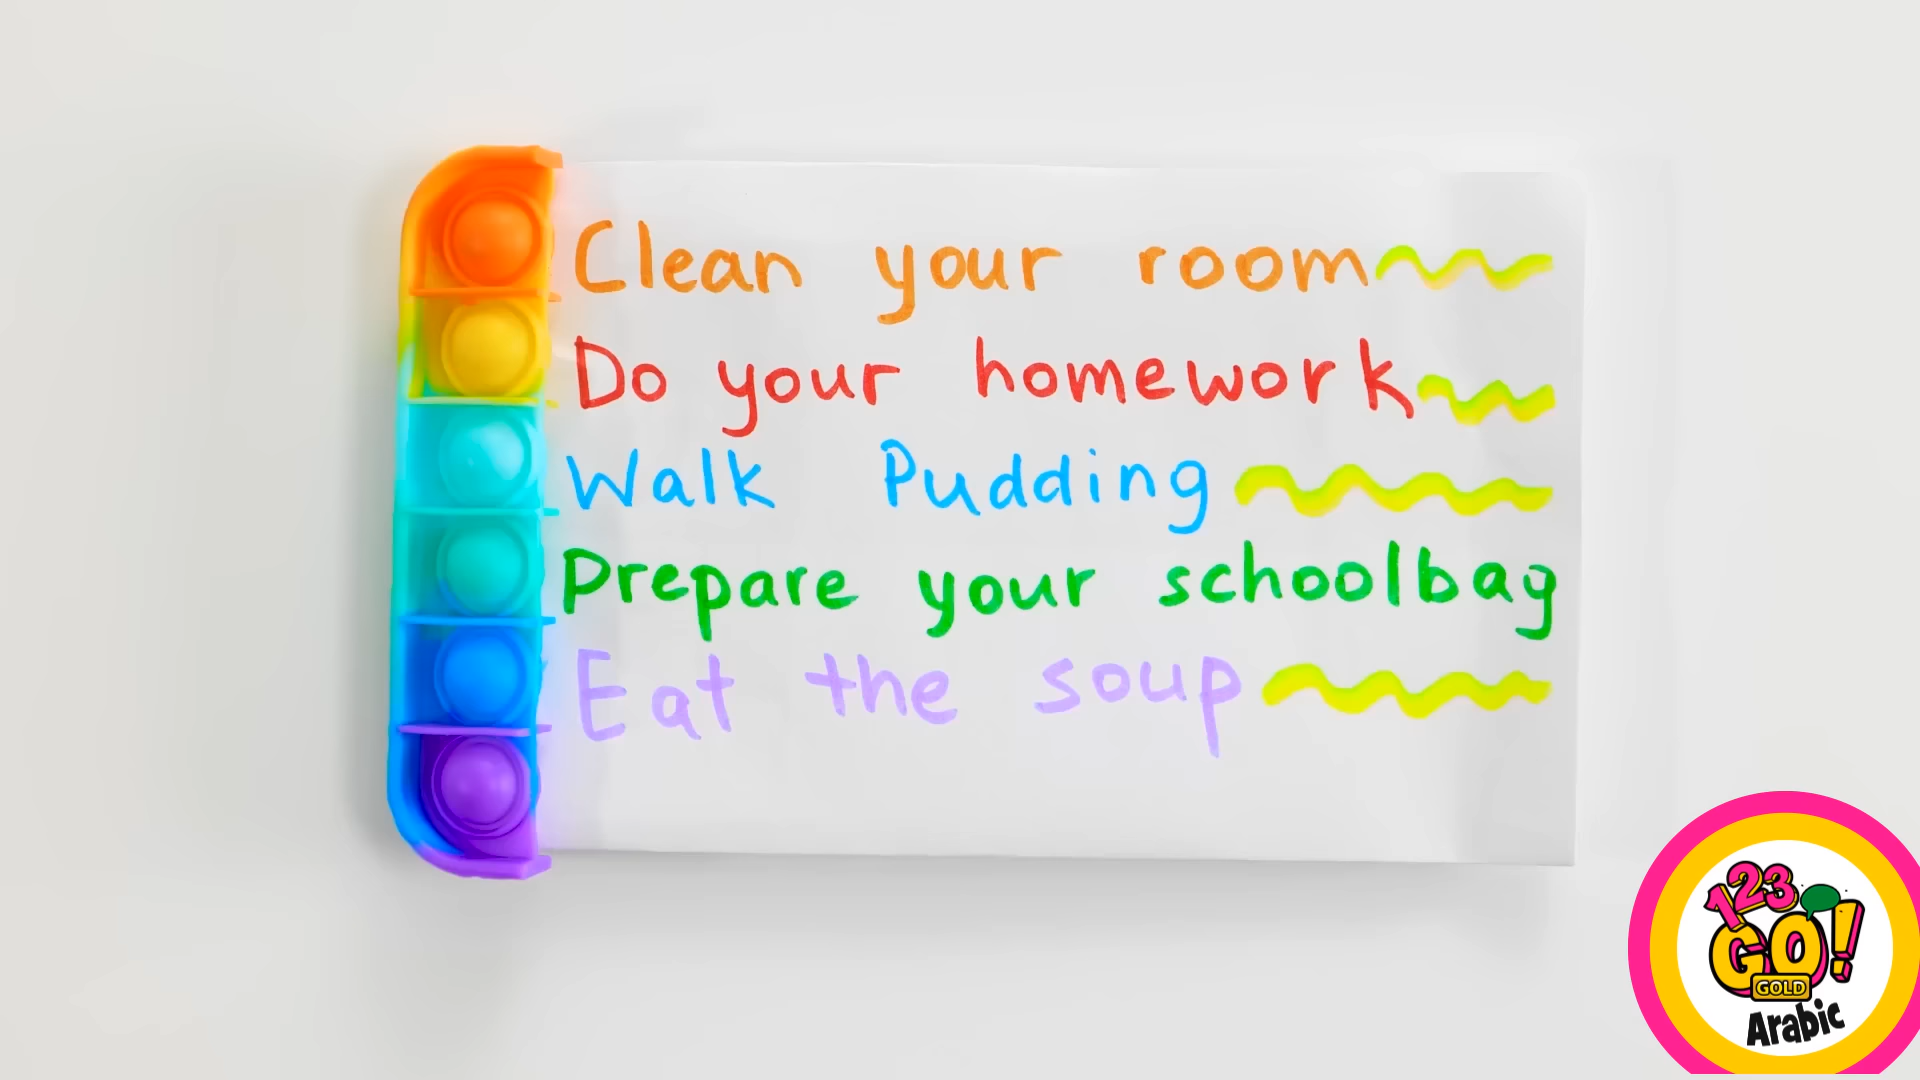 Clean your room
Do your homework
Walk Pudding
Prepare your schoolbag
Eat the soup
123
GO!
GOLD
Arabic